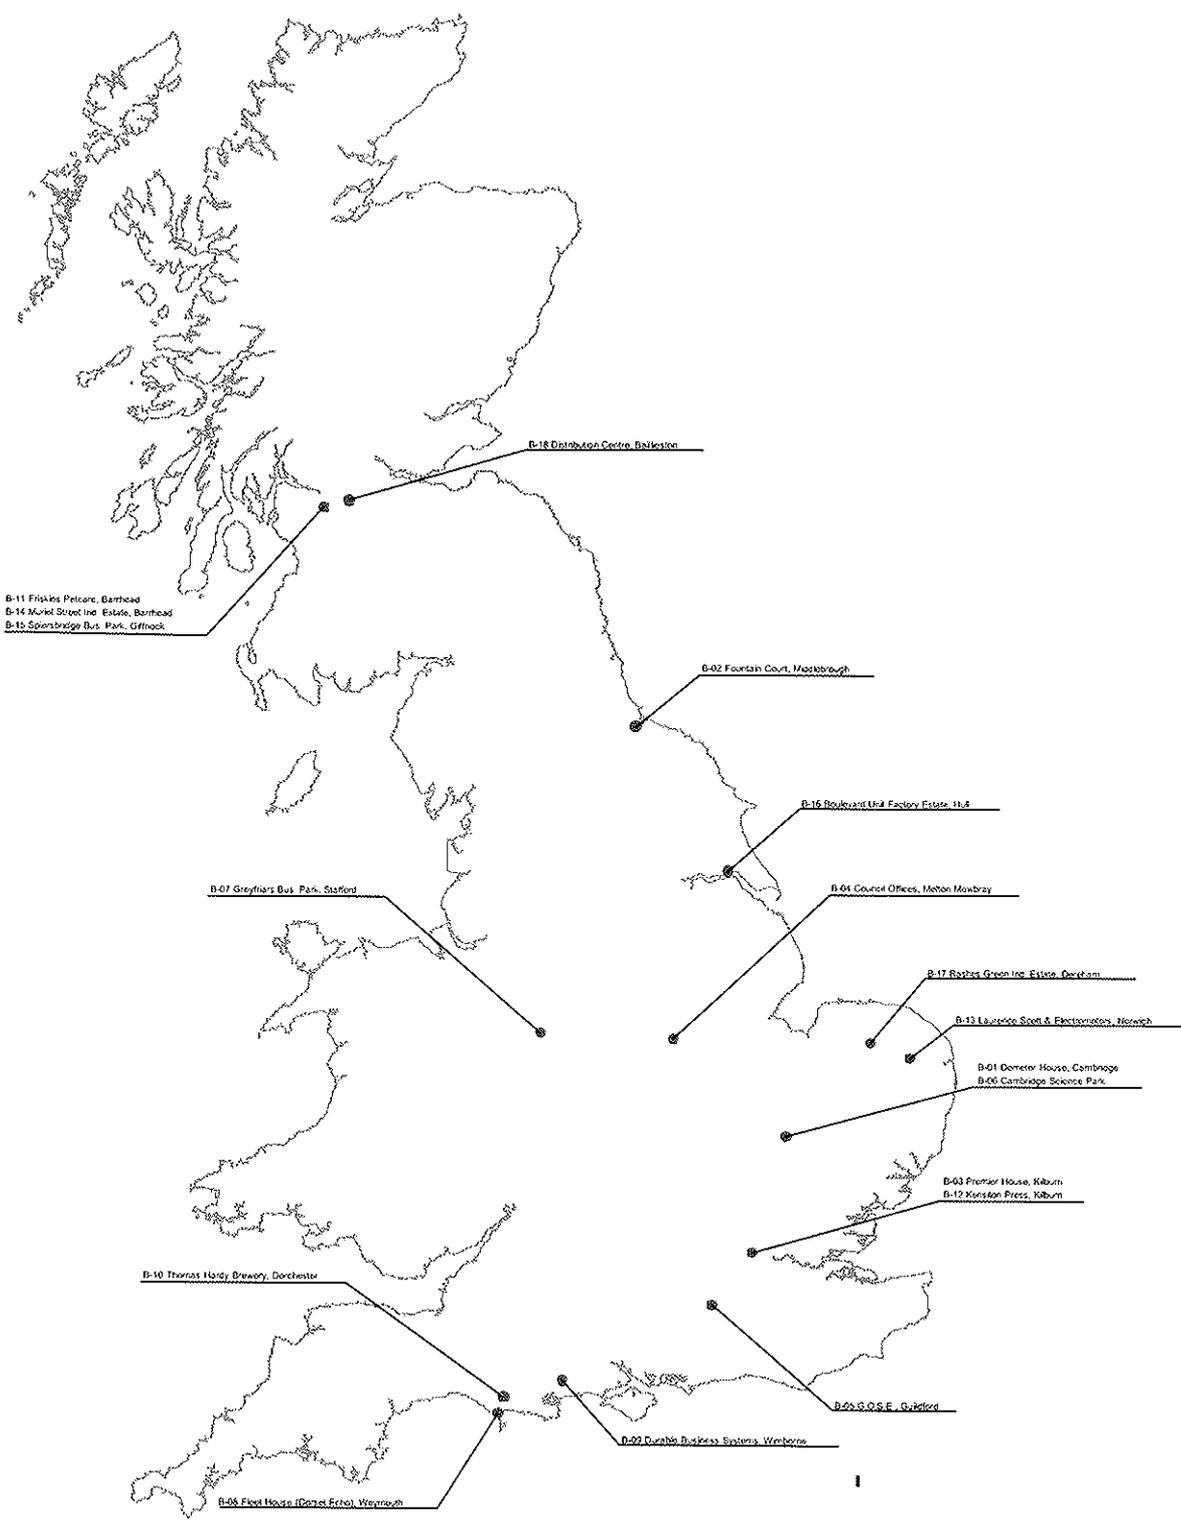 B-18 Distribution Centre, Baillieston
B-11 Friskies Petcare, Barrhead
B-14 Muriel Street Ind. Estate, Barrhead
B-15 Spiersbridge Bus. Park, Giffnock
B-02 Fountain Court, Middlesbrough
B-16 Boulevard Unit Factory Estate, Hull
B-07 Greyfriars Bus. Park, Stafford
B-04 Council Offices, Melton Mowbray
B-17 Rashes Green Ind. Estate, Dereham
B-13 Laurence Scott & Electromotors, Norwich
B-01 Demeter House, Cambridge
B-06 Cambridge Science Park
B-03 Premier House, Kilburn
B-12 Kenston Press, Kilburn
B-10 Thomas Hardy Brewery, Dorchester
B-05 G.O.S.E., Guildford
B-09 Durable Business Systems, Wimborne
B-08 Fleet House (Dorset Echo), Weymouth